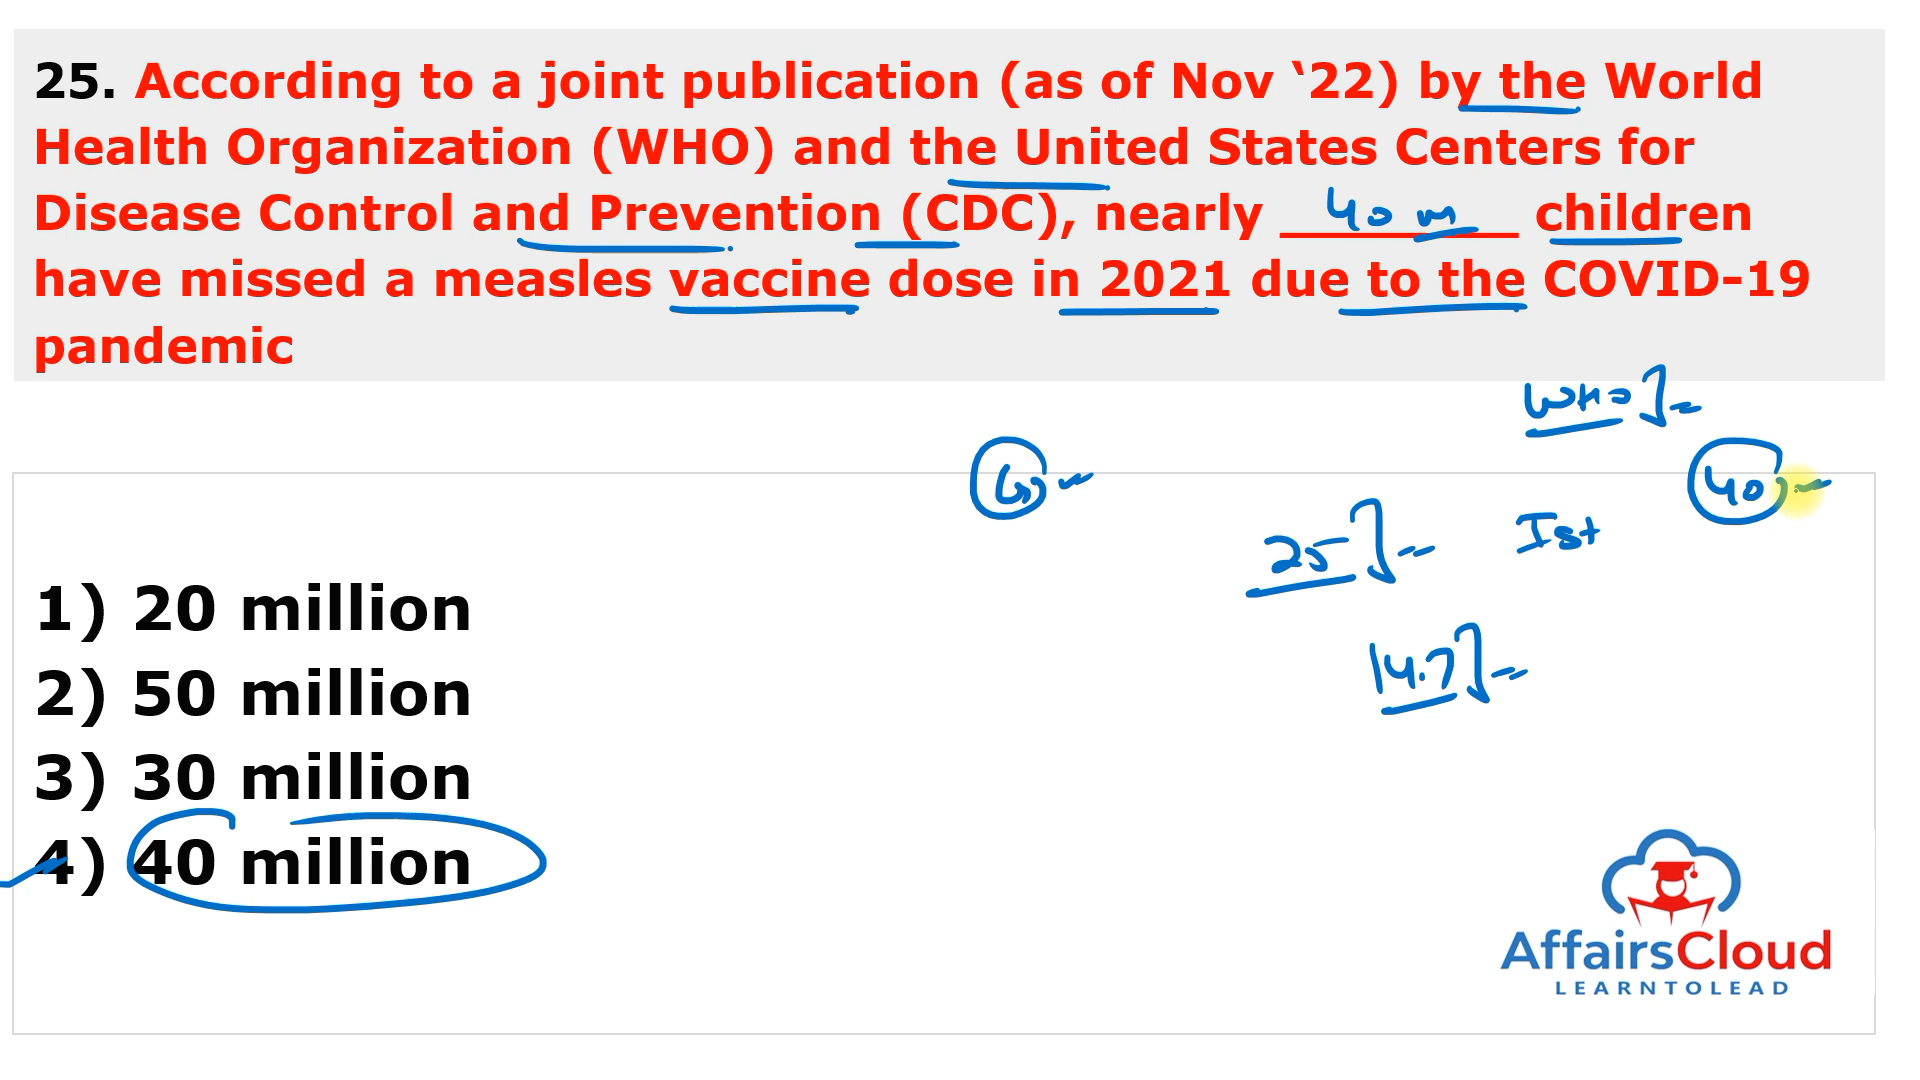 25. According to a joint publication (as of Nov ‘22) by the World
Health Organization (WHO) and the United States Centers for
Disease Control and Prevention (CDC), nearly 40 m children
have missed a measles vaccine dose in 2021 due to the COVID-19
pandemic
WHO
40
25
Ist
14.7
1) 20 million
2) 50 million
3) 30 million
4) 40 million
AffairsCloud
LEARNTOLEAD